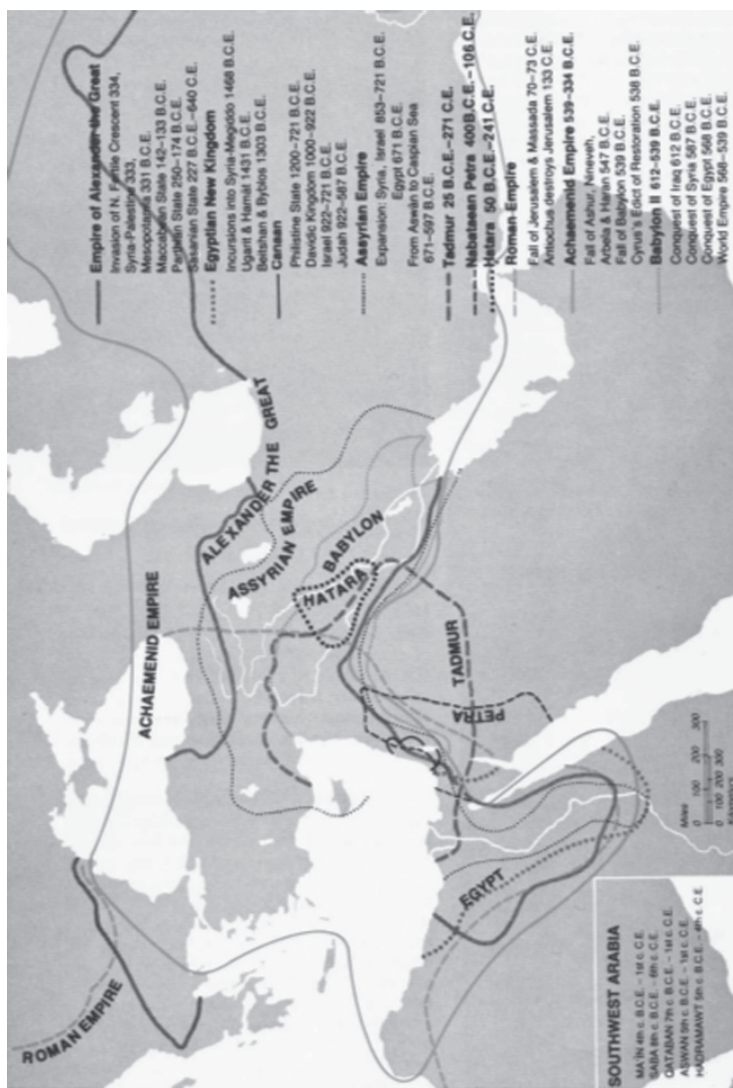 Empire of Alexander the Great
Invasion of N. Fertile Crescent 334,
Syria-Palestine 333,
Mesopotamia 331 B.C.E.
Maccabaean State 142–133 B.C.E.
Parthian State 250–174 B.C.E.
Sasanian State 227 B.C.E.–640 C.E.
Egyptian New Kingdom
Incursions into Syria-Megiddo 1468 B.C.E.
Ugarit & Hamat 1431 B.C.E.
Beitshan & Byblos 1303 B.C.E.
Canaan
Philistine State 1200–721 B.C.E.
Davidic Kingdom 1000–922 B.C.E.
Israel 922–721 B.C.E.
Judah 922–587 B.C.E.
Assyrian Empire
Expansion: Syria, Israel 853–721 B.C.E.
Egypt 671 B.C.E.
From Aswan to Caspian Sea
671–597 B.C.E.
Tadmur 25 B.C.E.–271 C.E.
Nabataean Petra 400B.C.E.–106 C.E.
Hatara 50 B.C.E.–241 C.E.
Roman Empire
Fall of Jerusalem & Massada 70–73 C.E.
Antiochus destroys Jerusalem 133 C.E.
Achaemenid Empire 539–334 B.C.E.
Fall of Ashur, Nineveh,
Arbela & Harran 547 B.C.E.
Fall of Babylon 539 B.C.E.
Cyrus's Edict of Restoration 538 B.C.E.
Babylon II 612–539 B.C.E.
Conquest of Iraq 612 B.C.E.
Conquest of Syria 587 B.C.E.
Conquest of Egypt 568 B.C.E.
World Empire 568–539 B.C.E.
ROMAN EMPIRE
ACHAEMENID EMPIRE
ALEXANDER THE GREAT
ASSYRIAN EMPIRE
BABYLON
HATARA
TADMUR
PETRA
EGYPT
Miles
0 100 200 300
0 100 200 300
Kilometers
SOUTHWEST ARABIA
MA'IN 4th c. B.C.E. – 1st c. C.E.
SABA 8th c. B.C.E. – 6th c. C.E.
QATABAN 7th c. B.C.E. – 1st c. C.E.
ASWAN 5th c. B.C.E. – 1st c. C.E.
HADRAMAWT 5th c. B.C.E. – 4th c. C.E.